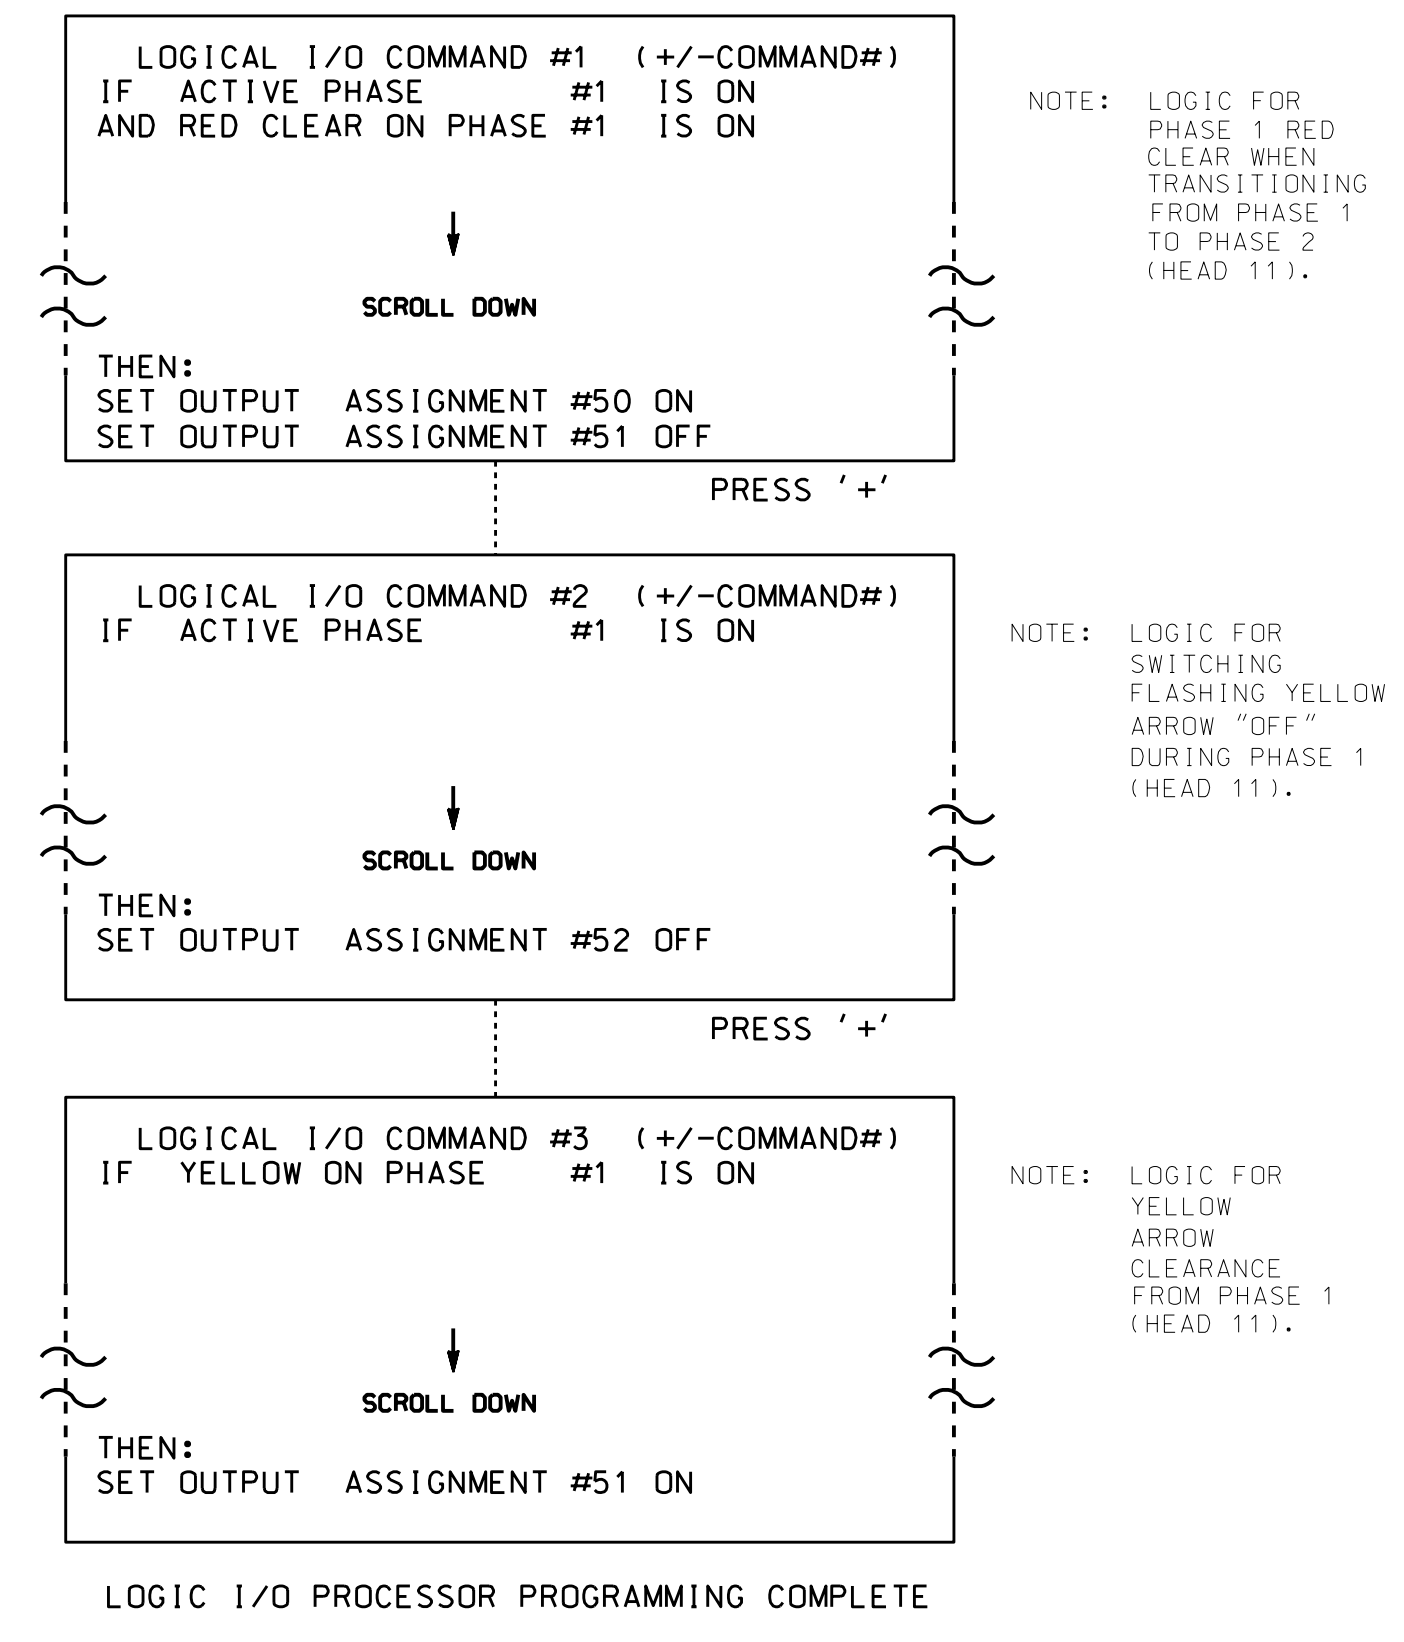 LOGICAL I/O COMMAND #1 (+/-COMMAND#)
IF ACTIVE PHASE #1 IS ON
AND RED CLEAR ON PHASE #1 IS ON
SCROLL DOWN
THEN:
SET OUTPUT ASSIGNMENT #50 ON
SET OUTPUT ASSIGNMENT #51 OFF
NOTE: LOGIC FOR
PHASE 1 RED
CLEAR WHEN
TRANSITIONING
FROM PHASE 1
TO PHASE 2
(HEAD 11).
PRESS '+'
LOGICAL I/O COMMAND #2 (+/-COMMAND#)
IF ACTIVE PHASE #1 IS ON
SCROLL DOWN
THEN:
SET OUTPUT ASSIGNMENT #52 OFF
NOTE: LOGIC FOR
SWITCHING
FLASHING YELLOW
ARROW "OFF"
DURING PHASE 1
(HEAD 11).
PRESS '+'
LOGICAL I/O COMMAND #3 (+/-COMMAND#)
IF YELLOW ON PHASE #1 IS ON
SCROLL DOWN
THEN:
SET OUTPUT ASSIGNMENT #51 ON
NOTE: LOGIC FOR
YELLOW
ARROW
CLEARANCE
FROM PHASE 1
(HEAD 11).
LOGIC I/O PROCESSOR PROGRAMMING COMPLETE